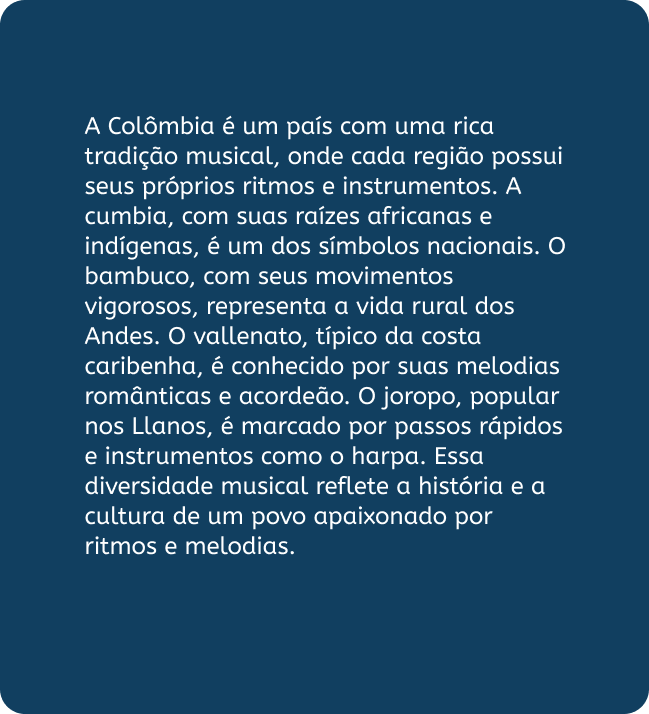 A Colômbia é um país com uma rica
tradição musical, onde cada região possui
seus próprios ritmos e instrumentos. A
cumbia, com suas raízes africanas e
indígenas, é um dos símbolos nacionais. O
bambuco, com seus movimentos
vigorosos, representa a vida rural dos
Andes. O vallenato, típico da costa
caribenha, é conhecido por suas melodias
românticas e acordeão. O joropo, popular
nos Llanos, é marcado por passos rápidos
e instrumentos como o harpa. Essa
diversidade musical reflete a história e a
cultura de um povo apaixonado por
ritmos e melodias.